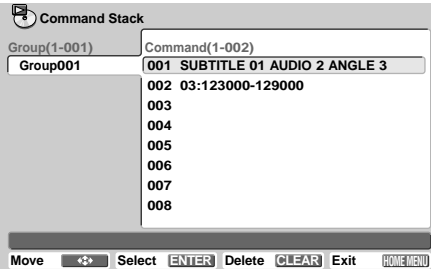 Command Stack
Group(1-001)
Command(1-002)
Group001
001 SUBTITLE 01 AUDIO 2 ANGLE 3
002 03:123000-129000
003
004
005
006
007
008
Move Select ENTER Delete CLEAR Exit HOME MENU